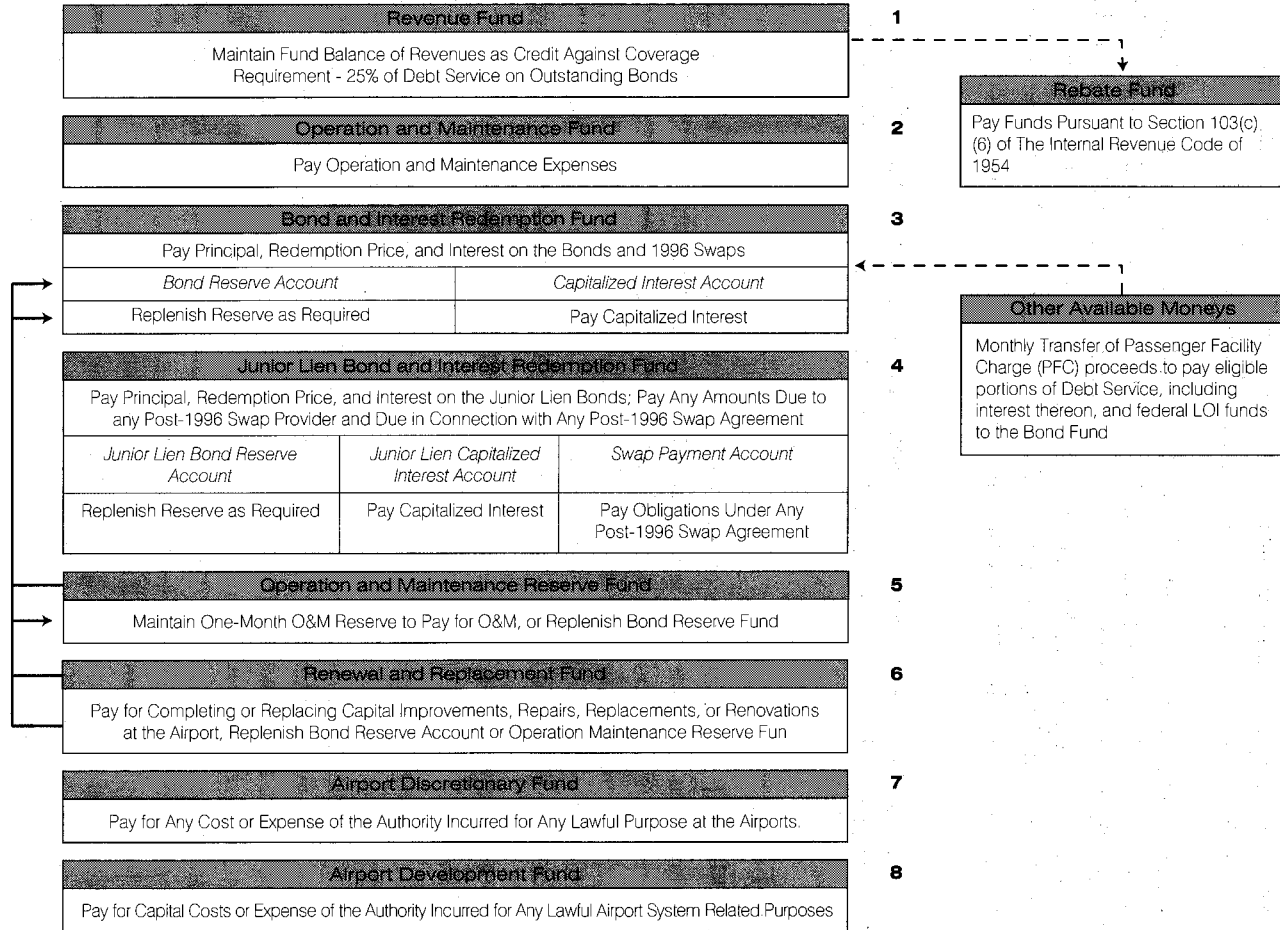 Revenue Fund
1
Maintain Fund Balance of Revenues as Credit Against Coverage
Requirement - 25% of Debt Service on Outstanding Bonds
Rebate Fund
Pay Funds Pursuant to Section 103(c)
(6) of The Internal Revenue Code of
1954
Operation and Maintenance Fund
2
Pay Operation and Maintenance Expenses
Bond and Interest Redemption Fund
3
Pay Principal, Redemption Price, and Interest on the Bonds and 1996 Swaps
Bond Reserve Account
Capitalized Interest Account
Replenish Reserve as Required
Pay Capitalized Interest
Other Available Moneys
Monthly Transfer of Passenger Facility
Charge (PFC) proceeds to pay eligible
portions of Debt Service, including
interest thereon, and federal LOI funds
to the Bond Fund
Junior Lien Bond and Interest Redemption Fund
4
Pay Principal, Redemption Price, and Interest on the Junior Lien Bonds; Pay Any Amounts Due to
any Post-1996 Swap Provider and Due in Connection with Any Post-1996 Swap Agreement
Junior Lien Bond Reserve
Account
Junior Lien Capitalized
Interest Account
Swap Payment Account
Replenish Reserve as Required
Pay Capitalized Interest
Pay Obligations Under Any
Post-1996 Swap Agreement
Operation and Maintenance Reserve Fund
5
Maintain One-Month O&M Reserve to Pay for O&M, or Replenish Bond Reserve Fund
Renewal and Replacement Fund
6
Pay for Completing or Replacing Capital Improvements, Repairs, Replacements, or Renovations
at the Airport, Replenish Bond Reserve Account or Operation Maintenance Reserve Fun
Airport Discretionary Fund
7
Pay for Any Cost or Expense of the Authority Incurred for Any Lawful Purpose at the Airports.
Airport Development Fund
8
Pay for Capital Costs or Expense of the Authority Incurred for Any Lawful Airport System Related Purposes